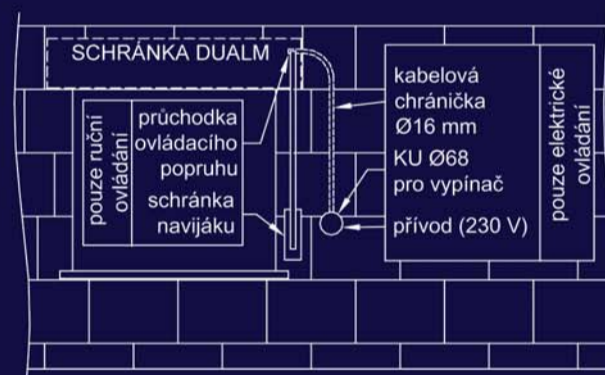 SCHRÁNKA DUALM
pouze ruční
ovládání
průchodka
ovládacího
popruhu
schránka
navijáku
kabelová
chránička
Ø16 mm
KU Ø68
pro vypínač
přívod (230 V)
pouze elektrické
ovládání